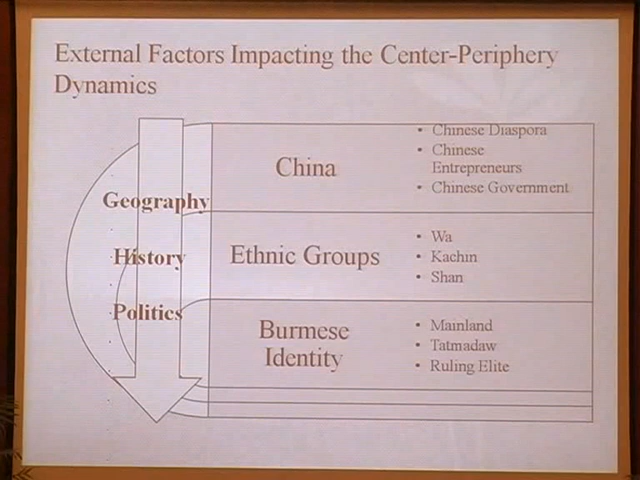 External Factors Impacting the Center-Periphery
Dynamics
Geography
History
Politics
China
• Chinese Diaspora
• Chinese
Entrepreneurs
• Chinese Government
Ethnic Groups
• Wa
• Kachin
• Shan
Burmese
Identity
• Mainland
• Tatmadaw
• Ruling Elite